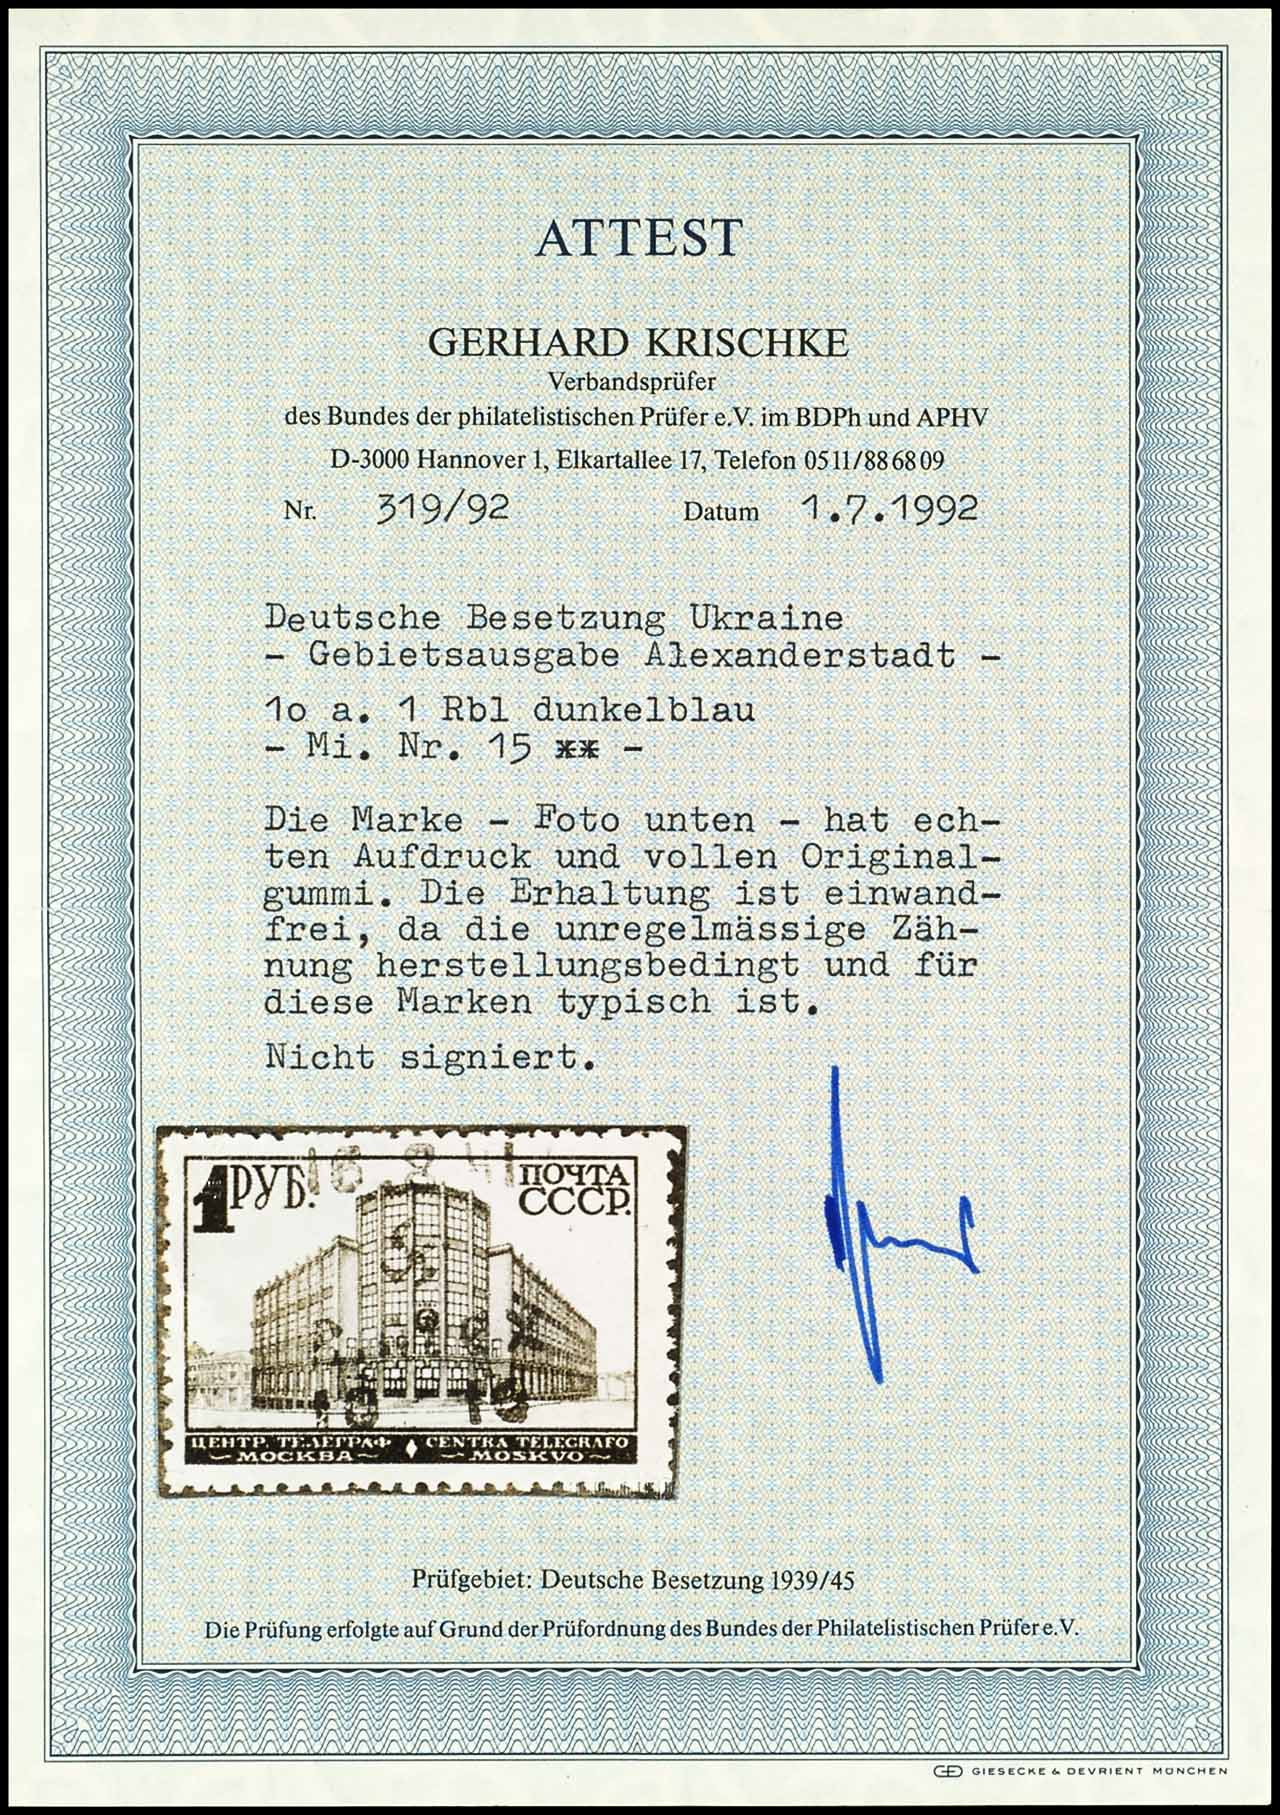 ATTEST
GERHARD KRISCHKE
Verbandsprüfer
des Bundes der philatelistischen Prüfer e.V. im BDPh und APHV
D-3000 Hannover 1, Elkartallee 17, Telefon 0511/886809
Nr. 319/92 Datum 1.7.1992
Deutsche Besetzung Ukraine
- Gebietsausgabe Alexanderstadt -
1o a. 1 Rbl dunkelblau
- Mi. Nr. 15 ** -
Die Marke - Foto unten - hat ech-
ten Aufdruck und vollen Original-
gummi. Die Erhaltung ist einwand-
frei, da die unregelmässige Zäh-
nung herstellungsbedingt und für
diese Marken typisch ist.
Nicht signiert.
16 9 41
1 РУБ. ПОЧТА
СССР.
ЦЕНТР. ТЕЛЕГРАФ CENTRA TELEGRAFO
МОСКВА MOSKVO
Prüfgebiet: Deutsche Besetzung 1939/45
Die Prüfung erfolgte auf Grund der Prüfordnung des Bundes der Philatelistischen Prüfer e.V.
GIESECKE & DEVRIENT MÜNCHEN